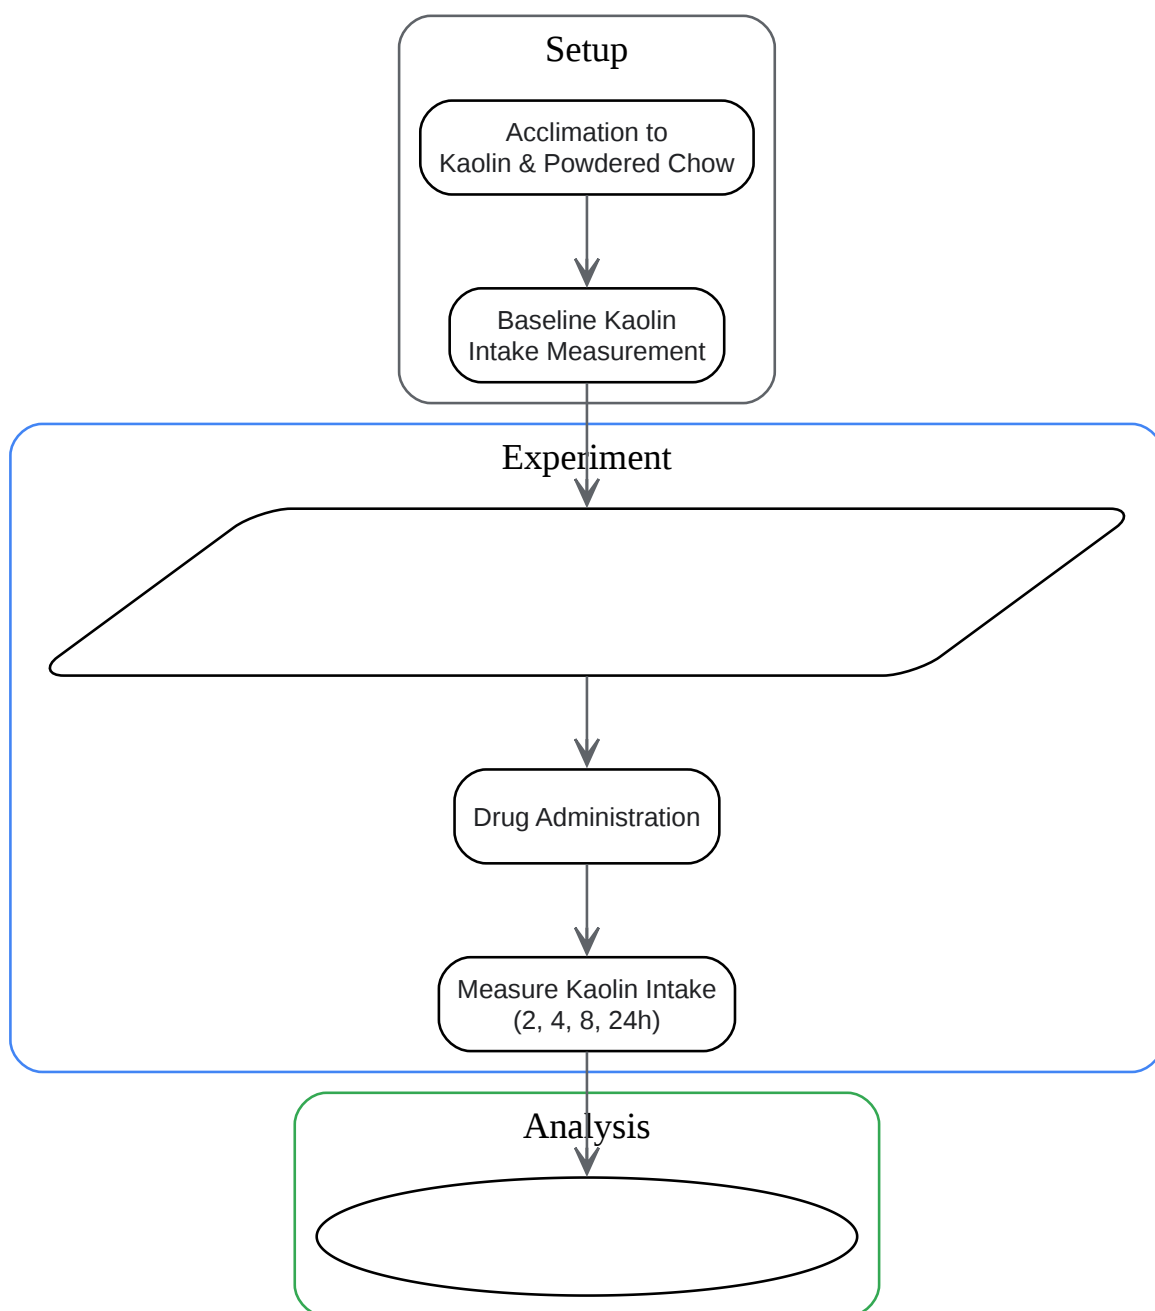 Setup
Acclimation to
Kaolin & Powdered Chow
Baseline Kaolin
Intake Measurement
Experiment
Drug Administration
Measure Kaolin Intake
(2, 4, 8, 24h)
Analysis